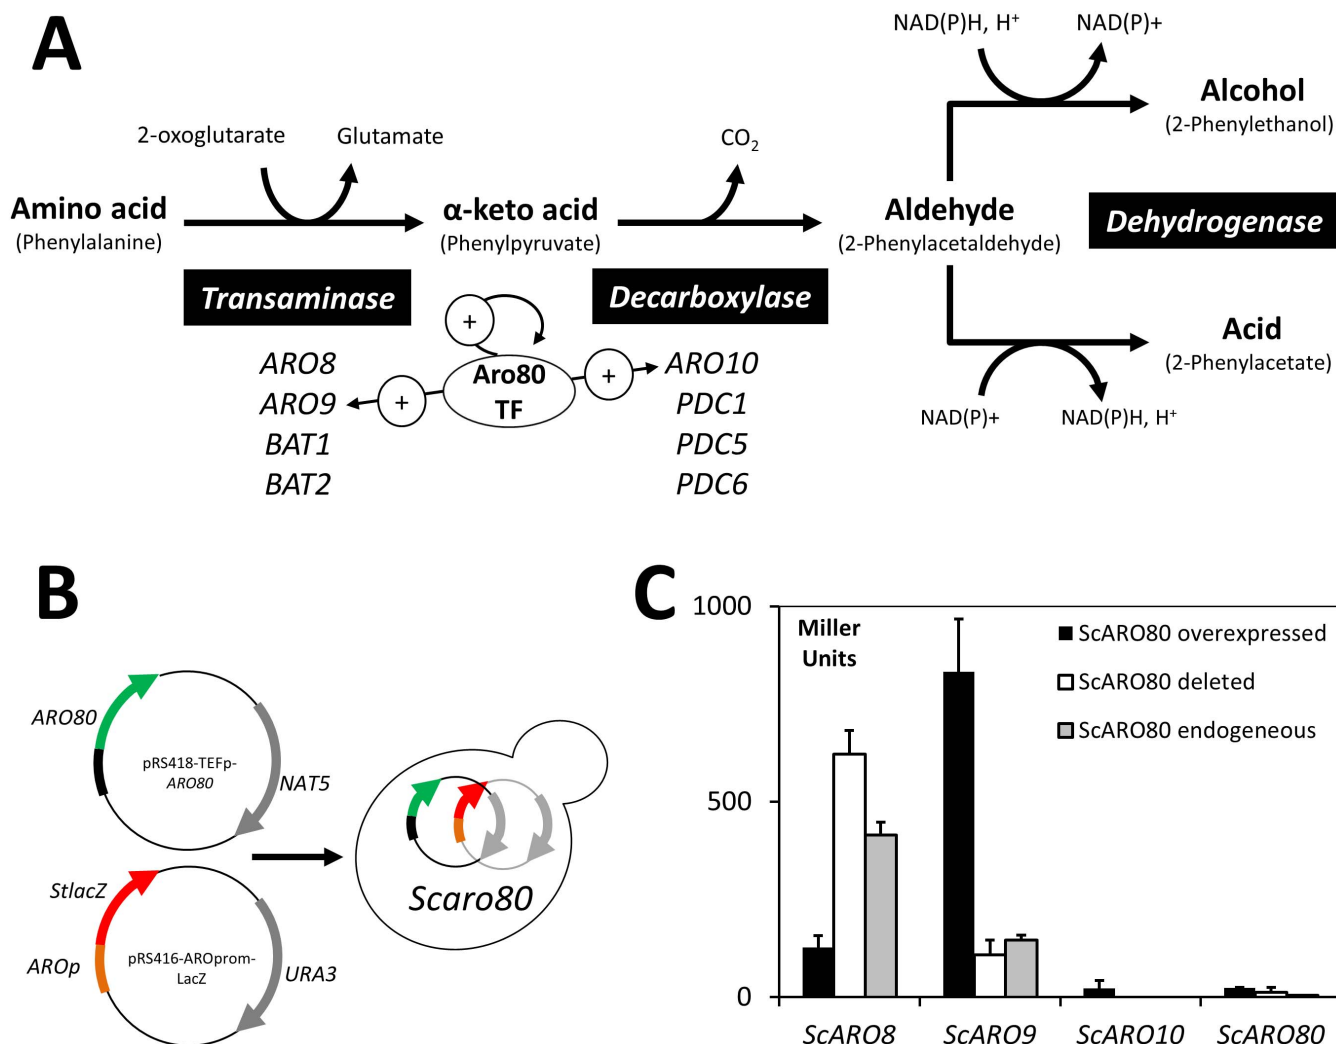 A
NAD(P)H, H⁺
NAD(P)+
Alcohol
(2-Phenylethanol)
2-oxoglutarate
Glutamate
CO₂
Amino acid
(Phenylalanine)
α-keto acid
(Phenylpyruvate)
Aldehyde
(2-Phenylacetaldehyde)
Dehydrogenase
Transaminase
Decarboxylase
+
Acid
(2-Phenylacetate)
ARO8
ARO9
BAT1
BAT2
+
Aro80
TF
+
ARO10
PDC1
PDC5
PDC6
NAD(P)+
NAD(P)H, H⁺
B
ARO80
pRS418-TEFp-
ARO80
NAT5
StlacZ
AROp
pRS416-AROprom-
LacZ
URA3
Scaro80
C
1000
500
0
Miller
Units
ScARO80 overexpressed
ScARO80 deleted
ScARO80 endogeneous
ScARO8
ScARO9
ScARO10
ScARO80